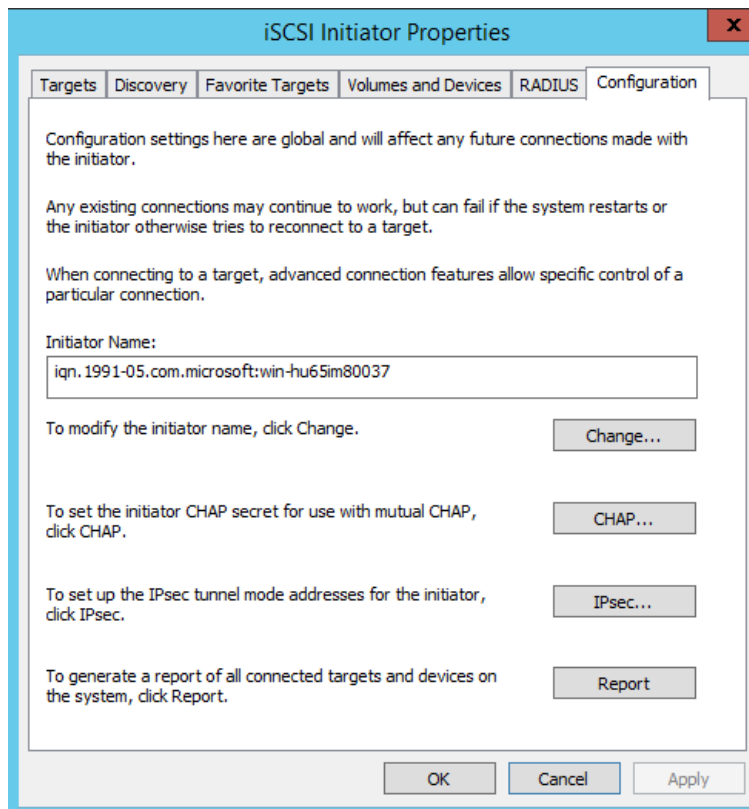 iSCSI Initiator Properties
x
Targets Discovery Favorite Targets Volumes and Devices RADIUS Configuration
Configuration settings here are global and will affect any future connections made with
the initiator.
Any existing connections may continue to work, but can fail if the system restarts or
the initiator otherwise tries to reconnect to a target.
When connecting to a target, advanced connection features allow specific control of a
particular connection.
Initiator Name:
iqn.1991-05.com.microsoft:win-hu65im80037
To modify the initiator name, click Change.
Change...
To set the initiator CHAP secret for use with mutual CHAP,
click CHAP.
CHAP...
To set up the IPsec tunnel mode addresses for the initiator,
click IPsec.
IPsec...
To generate a report of all connected targets and devices on
the system, click Report.
Report
OK Cancel Apply